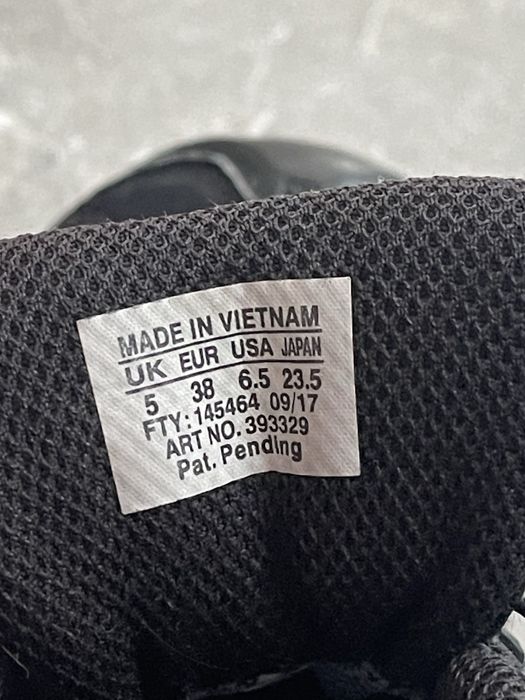 MADE IN VIETNAM
UK EUR USA JAPAN
5 38 6.5 23.5
FTY: 145464 09/17
ART NO. 393329
Pat. Pending